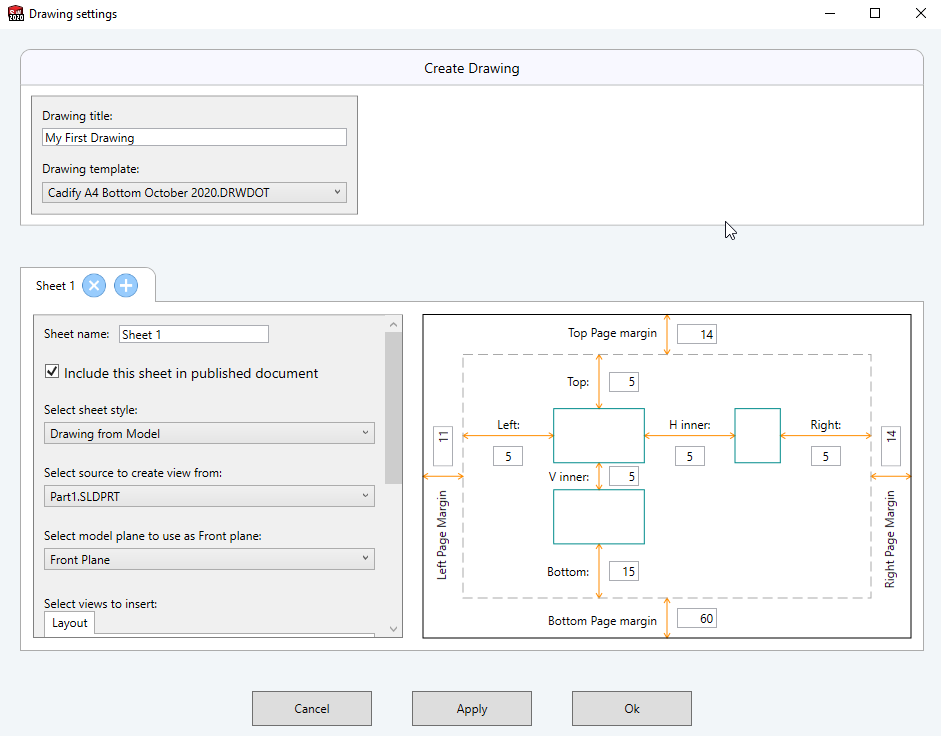 Drawing settings
Create Drawing
Drawing title:
My First Drawing
Drawing template:
Cadify A4 Bottom October 2020.DRWDOT
Sheet 1
Sheet name: Sheet 1
Include this sheet in published document
Select sheet style:
Drawing from Model
Select source to create view from:
Part1.SLDPRT
Select model plane to use as Front plane:
Front Plane
Select views to insert:
Layout
Top Page margin 14
Top: 5
Left: H inner: Right:
11 14
5 5 5
V inner: 5
Left Page Margin
Right Page Margin
Bottom: 15
Bottom Page margin 60
Cancel Apply Ok